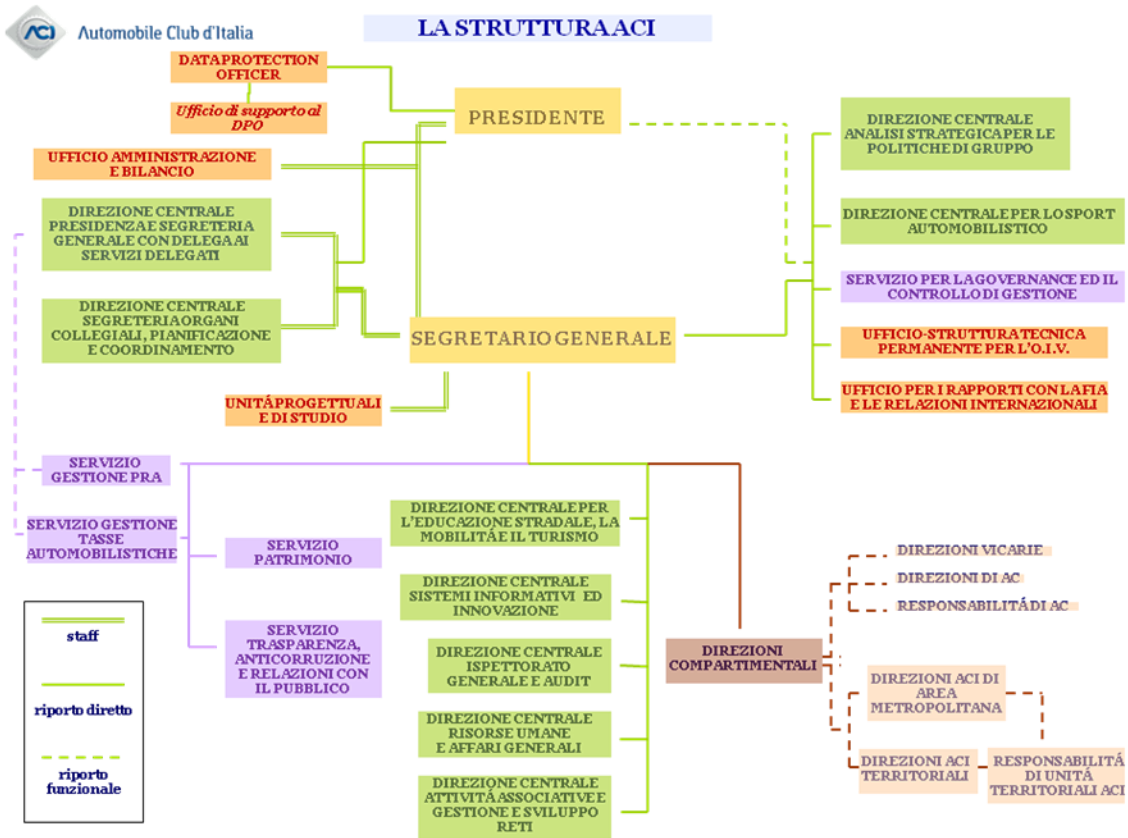 ACI
Automobile Club d'Italia
LA STRUTTURA ACI
DATA PROTECTION
OFFICER
Ufficio di supporto al
DPO
PRESIDENTE
UFFICIO AMMINISTRAZIONE
E BILANCIO
DIREZIONE CENTRALE
PRESIDENZA E SEGRETERIA
GENERALE CON DELEGA AI
SERVIZI DELEGATI
DIREZIONE CENTRALE
SEGRETERIA ORGANI
COLLEGIALI, PIANIFICAZIONE
E COORDINAMENTO
SEGRETARIO GENERALE
UNITÁ PROGETTUALI
E DI STUDIO
DIREZIONE CENTRALE
ANALISI STRATEGICA PER LE
POLITICHE DI GRUPPO
DIREZIONE CENTRALE PER LO SPORT
AUTOMOBILISTICO
SERVIZIO PER LA GOVERNANCE ED IL
CONTROLLO DI GESTIONE
UFFICIO-STRUTTURA TECNICA
PERMANENTE PER L'O.I.V.
UFFICIO PER I RAPPORTI CON LA FIA
E LE RELAZIONI INTERNAZIONALI
SERVIZIO
GESTIONE PRA
SERVIZIO GESTIONE
TASSE
AUTOMOBILISTICHE
SERVIZIO
PATRIMONIO
SERVIZIO
TRASPARENZA,
ANTICORRUZIONE
E RELAZIONI CON
IL PUBBLICO
DIREZIONE CENTRALE PER
L'EDUCAZIONE STRADALE, LA
MOBILITÁ E IL TURISMO
DIREZIONE CENTRALE
SISTEMI INFORMATIVI ED
INNOVAZIONE
DIREZIONE CENTRALE
ISPETTORATO
GENERALE E AUDIT
DIREZIONE CENTRALE
RISORSE UMANE
E AFFARI GENERALI
DIREZIONE CENTRALE
ATTIVITÁ ASSOCIATIVE E
GESTIONE E SVILUPPO
RETI
DIREZIONI
COMPARTIMENTALI
DIREZIONI VICARIE
DIREZIONI DI AC
RESPONSABILITÁ DI AC
DIREZIONI ACI DI
AREA
METROPOLITANA
DIREZIONI ACI
TERRITORIALI
RESPONSABILITÁ
DI UNITÁ
TERRITORIALI ACI
staff
riporto diretto
riporto
funzionale